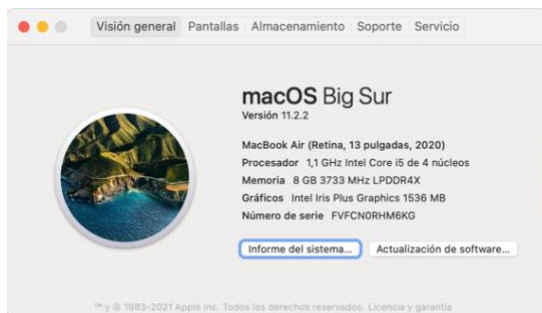 Visión general Pantallas Almacenamiento Soporte Servicio
macOS Big Sur
Versión 11.2.2
MacBook Air (Retina, 13 pulgadas, 2020)
Procesador 1,1 GHz Intel Core i5 de 4 núcleos
Memoria 8 GB 3733 MHz LPDDR4X
Gráficos Intel Iris Plus Graphics 1536 MB
Número de serie FVFCN0RHM6KG
Informe del sistema... Actualización de software...
™ y © 1983-2021 Apple Inc. Todos los derechos reservados. Licencia y garantía